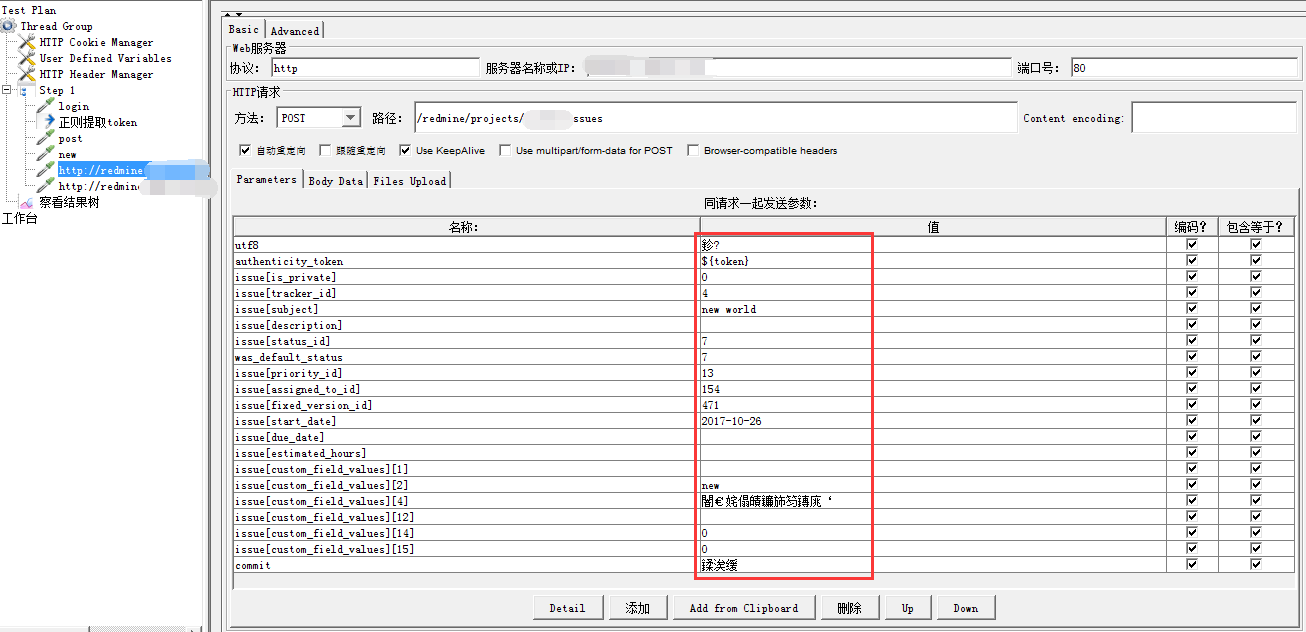 Test Plan
Thread Group
HTTP Cookie Manager
User Defined Variables
HTTP Header Manager
Step 1
login
正则提取token
post
new
http://redmine
http://redmin
察看结果树
工作台
Basic Advanced
Web服务器
协议: http 服务器名称或IP: 端口号: 80
HTTP请求
方法: POST 路径: /redmine/projects/ ssues Content encoding:
自动重定向 跟随重定向 Use KeepAlive Use multipart/form-data for POST Browser-compatible headers
Parameters Body Data Files Upload
同请求一起发送参数:
名称: 值 编码? 包含等于?
utf8 鉁?
authenticity_token ${token}
issue[is_private] 0
issue[tracker_id] 4
issue[subject] new world
issue[description]
issue[status_id] 7
was_default_status 7
issue[priority_id] 13
issue[assigned_to_id] 154
issue[fixed_version_id] 471
issue[start_date] 2017-10-26
issue[due_date]
issue[estimated_hours]
issue[custom_field_values][1]
issue[custom_field_values][2] new
issue[custom_field_values][4]
issue[custom_field_values][12]
issue[custom_field_values][14] 0
issue[custom_field_values][15] 0
commit 鍒涘缓
Detail 添加 Add from Clipboard 删除 Up Down